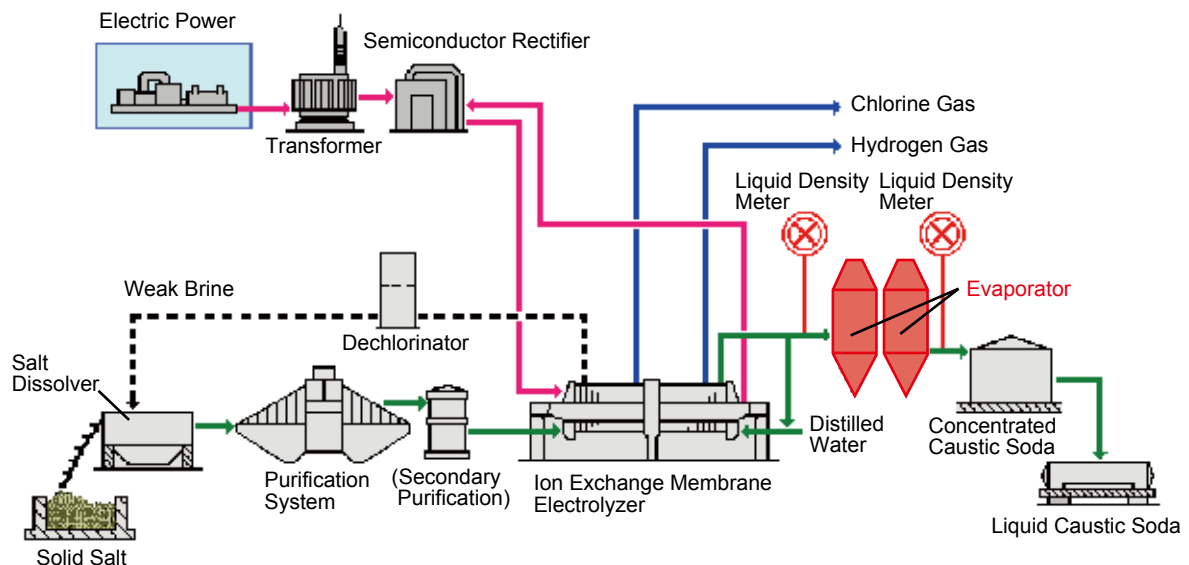 Electric Power
Semiconductor Rectifier
Transformer
Chlorine Gas
Hydrogen Gas
Liquid Density
Meter
Liquid Density
Meter
Evaporator
Weak Brine
Dechlorinator
Salt
Dissolver
Purification
System
(Secondary
Purification)
Ion Exchange Membrane
Electrolyzer
Distilled
Water
Concentrated
Caustic Soda
Liquid Caustic Soda
Solid Salt